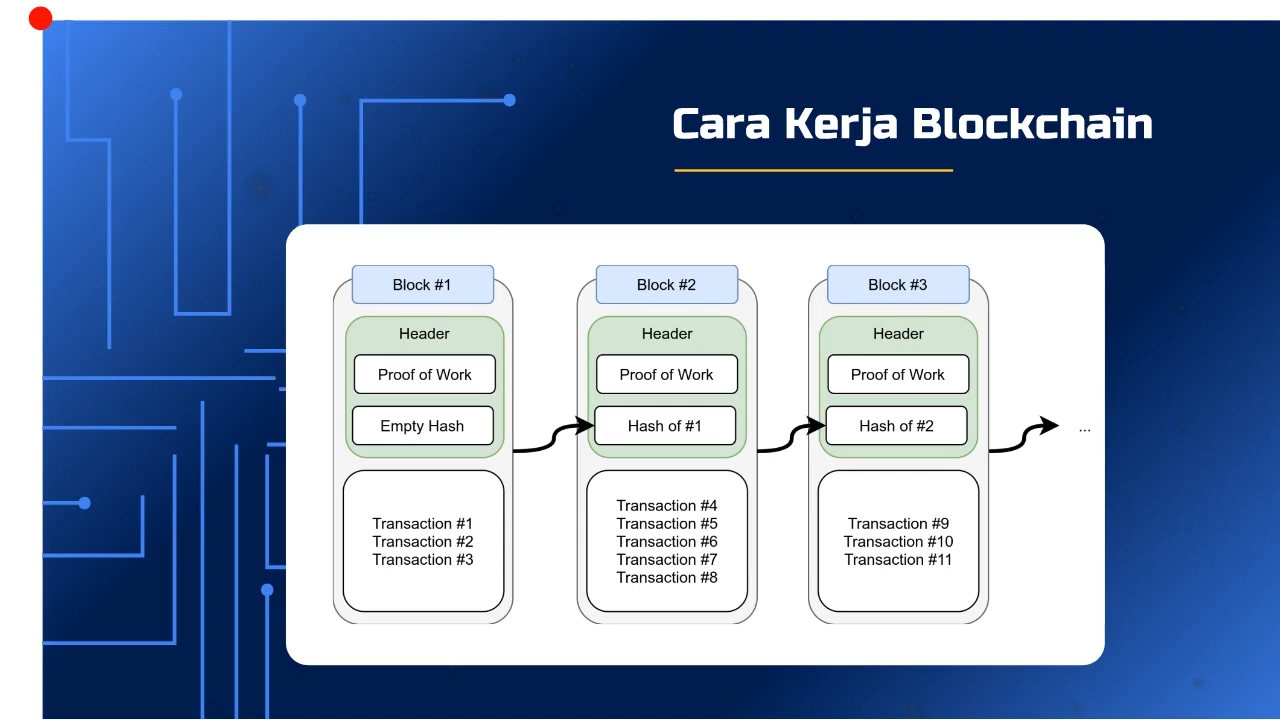 Cara Kerja Blockchain
Block #1
Header
Proof of Work
Empty Hash
Transaction #1
Transaction #2
Transaction #3
Block #2
Header
Proof of Work
Hash of #1
Transaction #4
Transaction #5
Transaction #6
Transaction #7
Transaction #8
Block #3
Header
Proof of Work
Hash of #2
Transaction #9
Transaction #10
Transaction #11
...